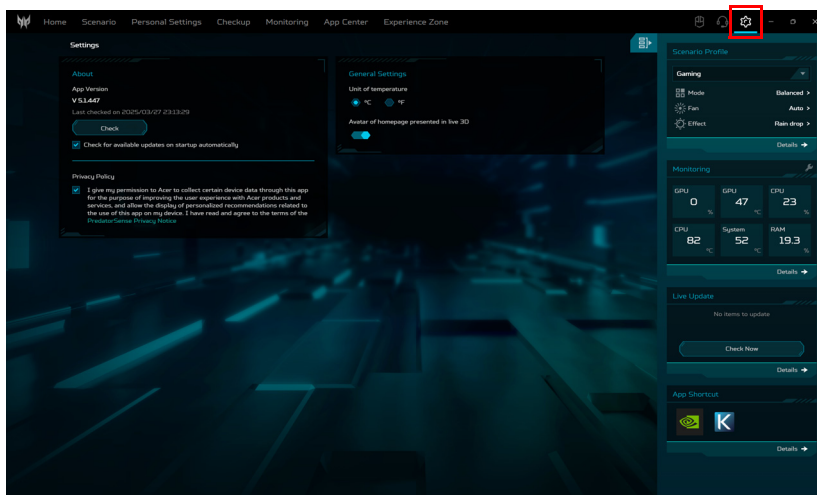 Home Scenario Personal Settings Checkup Monitoring App Center Experience Zone
Settings
About
App Version
V 5.1.447
Last checked on 2025/03/27 23:13:29
Check
Check for available updates on startup automatically
Privacy Policy
I give my permission to Acer to collect certain device data through this app
for the purpose of improving the user experience with Acer products and
services, and allow the display of personalized recommendations related to
the use of this app on my device. I have read and agree to the terms of the
PredatorSense Privacy Notice
General Settings
Unit of temperature
°C °F
Avatar of homepage presented in live 3D
Scenario Profile
Gaming
Mode Balanced >
Fan Auto >
Effect Rain drop >
Details →
Monitoring
GPU GPU CPU
0 % 47 °C 23 %
CPU System RAM
82 °C 52 °C 19.3 %
Details →
Live Update
No items to update
Check Now
Details →
App Shortcut
K
Details →